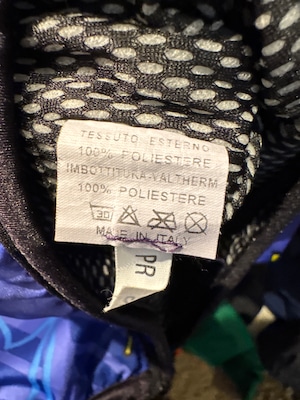 TESSUTO ESTERNO
100% POLIESTERE
IMBOTTITURA-VALTHERM
100% POLIESTERE
30
MADE IN ITALY
PR